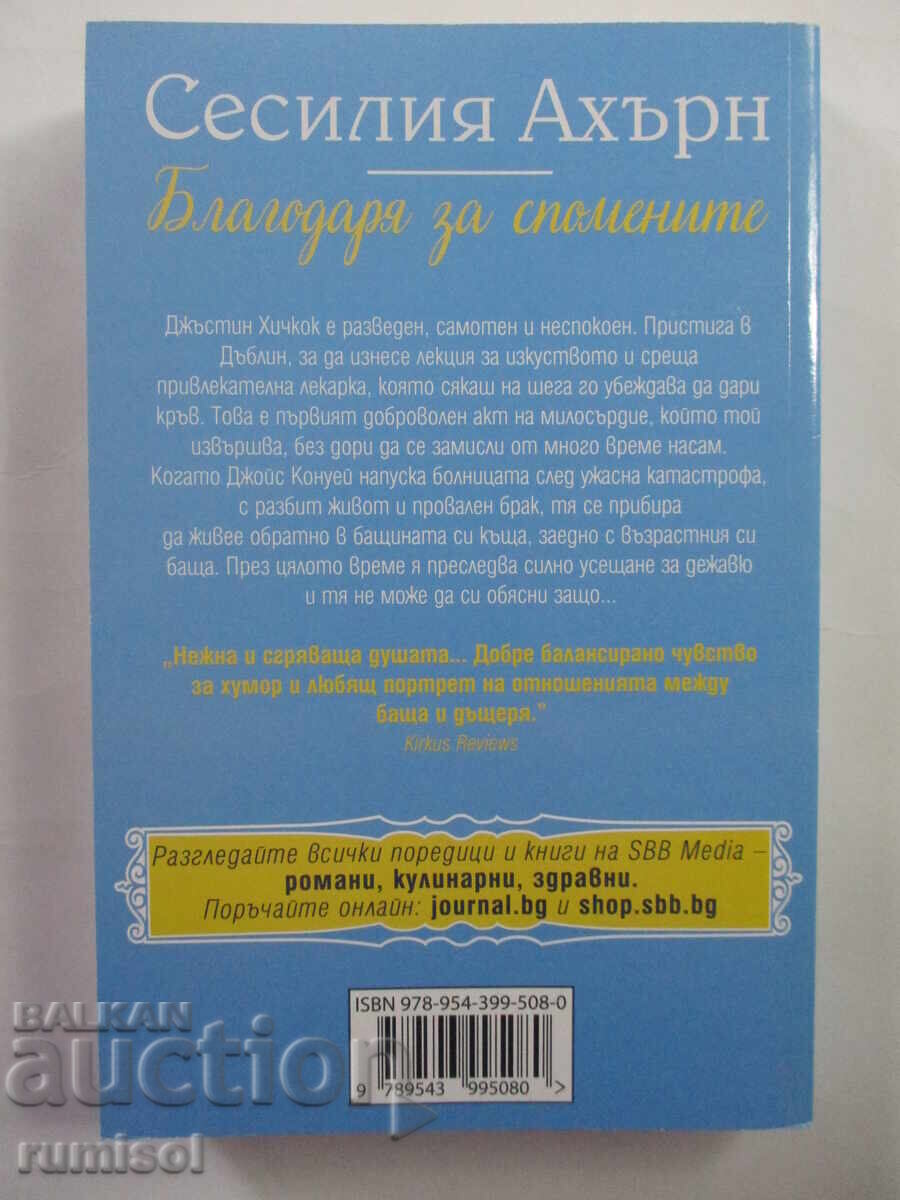 Сесилия Ахърн
Благодаря за спомените
Джъстин Хичкок е разведен, самотен и неспокоен. Пристига в
Дъблин, за да изнесе лекция за изкуството и среща
привлекателна лекарка, която сякаш на шега го убеждава да дари
кръв. Това е първият доброволен акт на милосърдие, който той
извършва, без дори да се замисли от много време насам.
Когато Джойс Конуей напуска болницата след ужасна катастрофа,
с разбит живот и провален брак, тя се прибира
да живее обратно в бащината си къща, заедно с възрастния си
баща. През цялото време я преследва силно усещане за дежавю
и тя не може да си обясни защо...
„Нежна и сгряваща душата... Добре балансирано чувство
за хумор и любящ портрет на отношенията между
баща и дъщеря.”
Kirkus Reviews
Разгледайте всички поредици и книги на SBB Media –
романи, кулинарни, здравни.
Поръчайте онлайн: journal.bg и shop.sbb.bg
ISBN 978-954-399-508-0
9 789543 995080 >
BALKAN
auction
rumisol